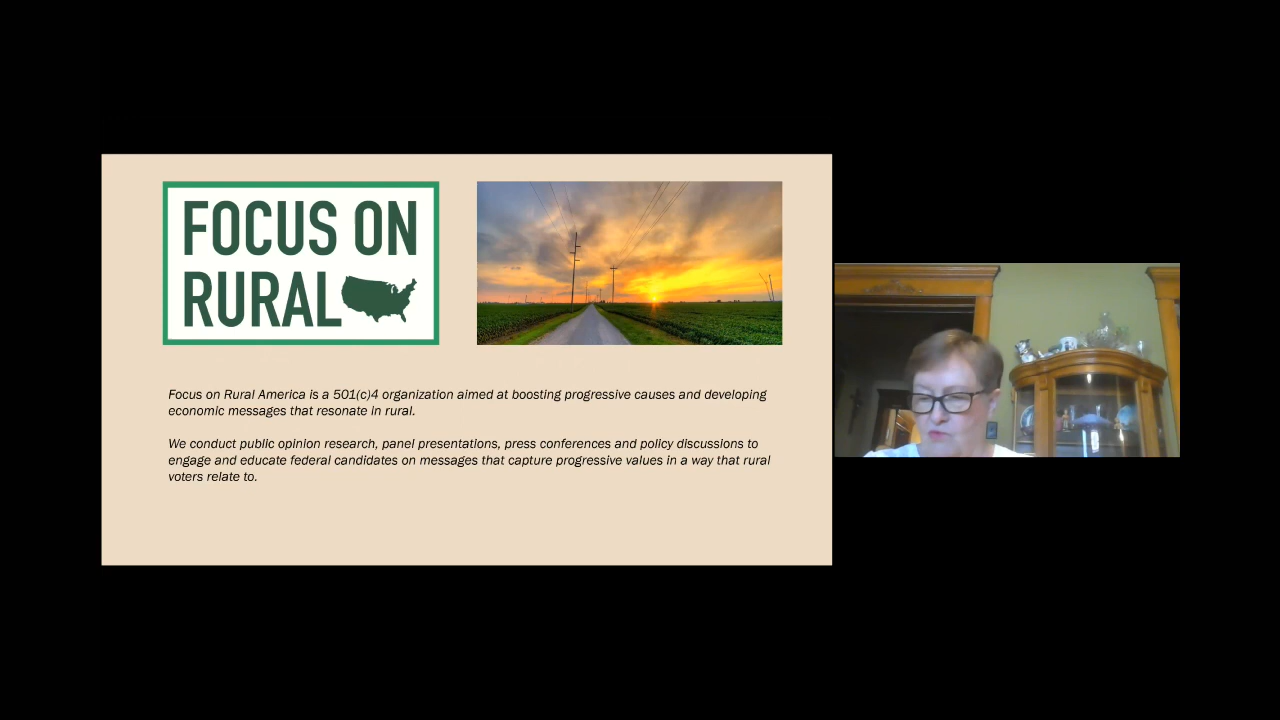 FOCUS ON
RURAL
Focus on Rural America is a 501(c)4 organization aimed at boosting progressive causes and developing
economic messages that resonate in rural.
We conduct public opinion research, panel presentations, press conferences and policy discussions to
engage and educate federal candidates on messages that capture progressive values in a way that rural
voters relate to.